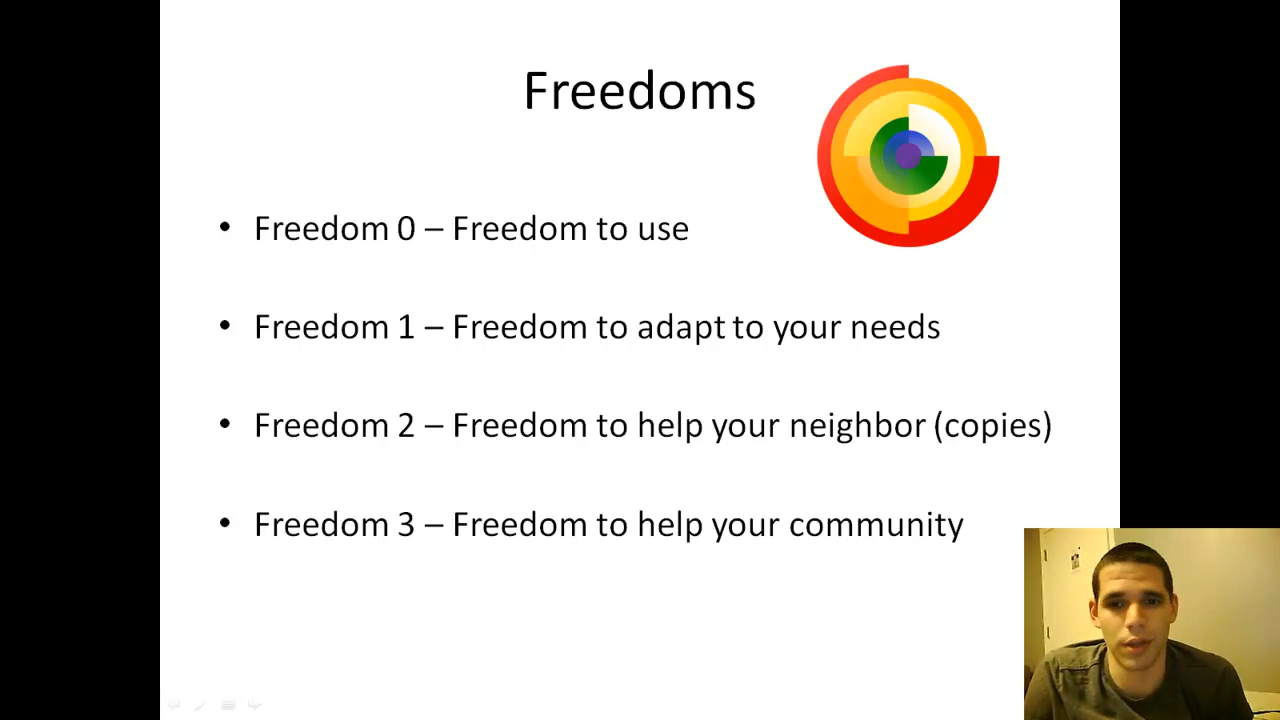 Freedoms
• Freedom 0 – Freedom to use
• Freedom 1 – Freedom to adapt to your needs
• Freedom 2 – Freedom to help your neighbor (copies)
• Freedom 3 – Freedom to help your community